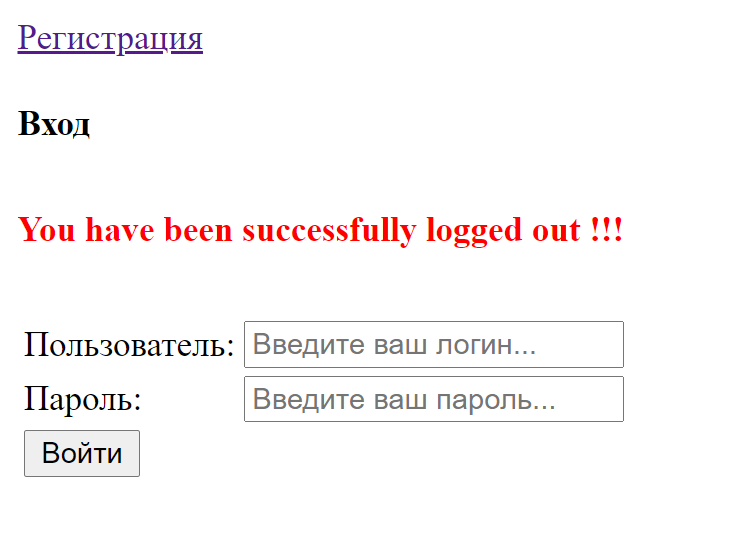 Регистрация
Вход
You have been successfully logged out !!!
Пользователь: Введите ваш логин...
Пароль: Введите ваш пароль...
Войти